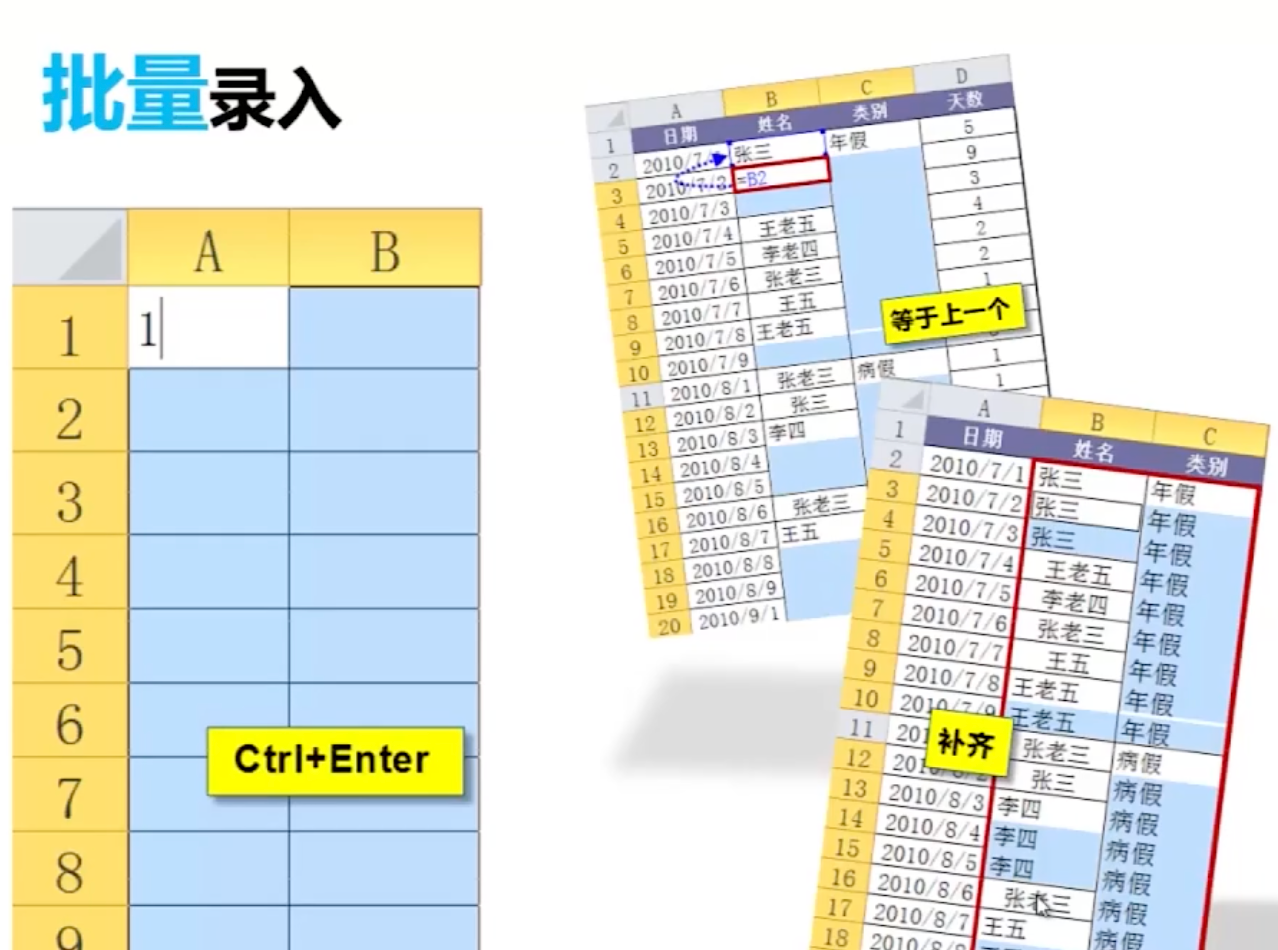 批量录入
A B
1 1
2
3
4
5
6
7
8
9
Ctrl+Enter
A B C D
1 日期 姓名 类别 天数
2 2010/7/1 张三 年假 5
3 2010/7/2 =B2 9
4 2010/7/3 3
5 2010/7/4 王老五 4
6 2010/7/5 李老四 2
7 2010/7/6 张老三 2
8 2010/7/7 王五 1
9 2010/7/8 王老五
10 2010/7/9 1
11 2010/8/1 张老三 病假 1
12 2010/8/2 张三
13 2010/8/3 李四
14 2010/8/4
15 2010/8/5
16 2010/8/6 张老三
17 2010/8/7 王五
18 2010/8/8
19 2010/8/9
20 2010/9/1
等于上一个
A B C
1 日期 姓名 类别
2 2010/7/1 张三 年假
3 2010/7/2 张三 年假
4 2010/7/3 张三 年假
5 2010/7/4 王老五 年假
6 2010/7/5 李老四 年假
7 2010/7/6 张老三 年假
8 2010/7/7 王五 年假
9 2010/7/8 王老五 年假
10 2010/7/9 王老五 年假
11 张老三 病假
12 张三 病假
13 2010/8/3 李四 病假
14 2010/8/4 李四 病假
15 2010/8/5 李四 病假
16 2010/8/6 张老三 病假
17 2010/8/7 王五 病假
18
补齐